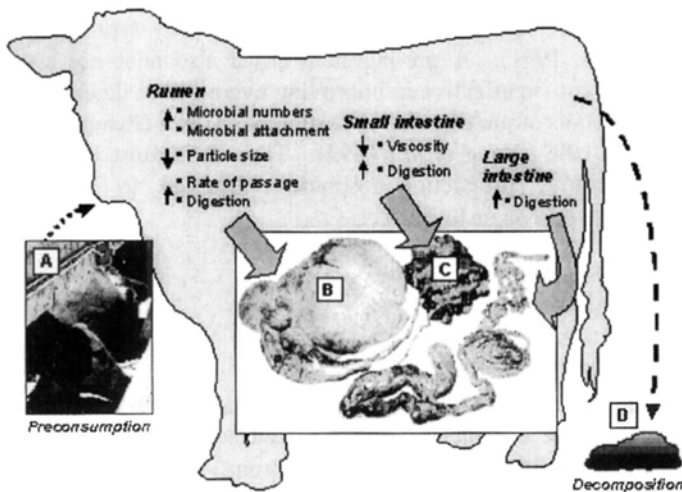 Rumen
▪ Microbial numbers
▪ Microbial attachment
▪ Particle size
▪ Rate of passage
▪ Digestion
Small intestine
▪ Viscosity
▪ Digestion
Large
intestine
▪ Digestion
A
B
C
D
Preconsumption
Decomposition